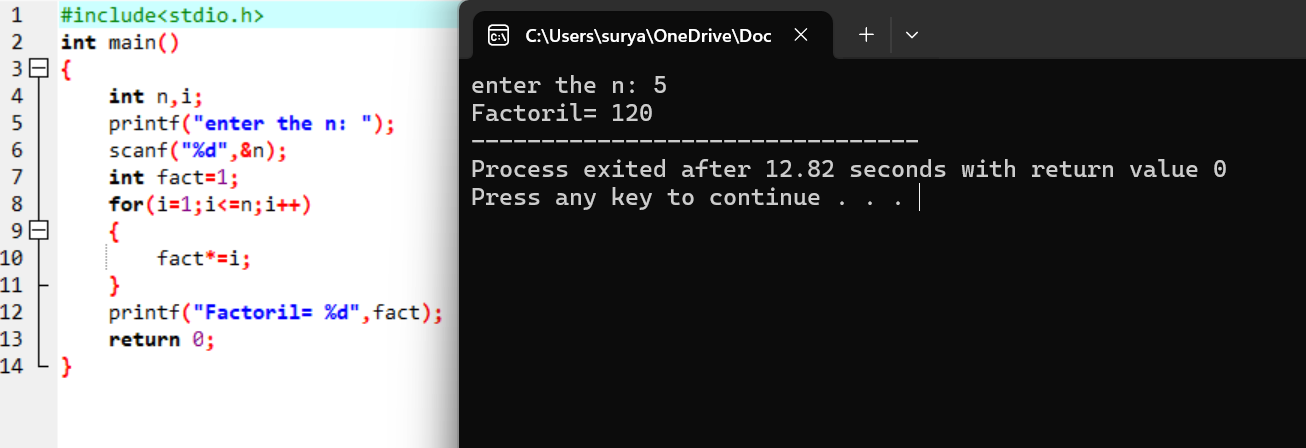 1 #include<stdio.h>
2 int main()
3 {
4 int n,i;
5 printf("enter the n: ");
6 scanf("%d",&n);
7 int fact=1;
8 for(i=1;i<=n;i++)
9 {
10 fact*=i;
11 }
12 printf("Factoril= %d",fact);
13 return 0;
14 }
C:\Users\surya\OneDrive\Doc
enter the n: 5
Factoril= 120
--------------------------------
Process exited after 12.82 seconds with return value 0
Press any key to continue . . .